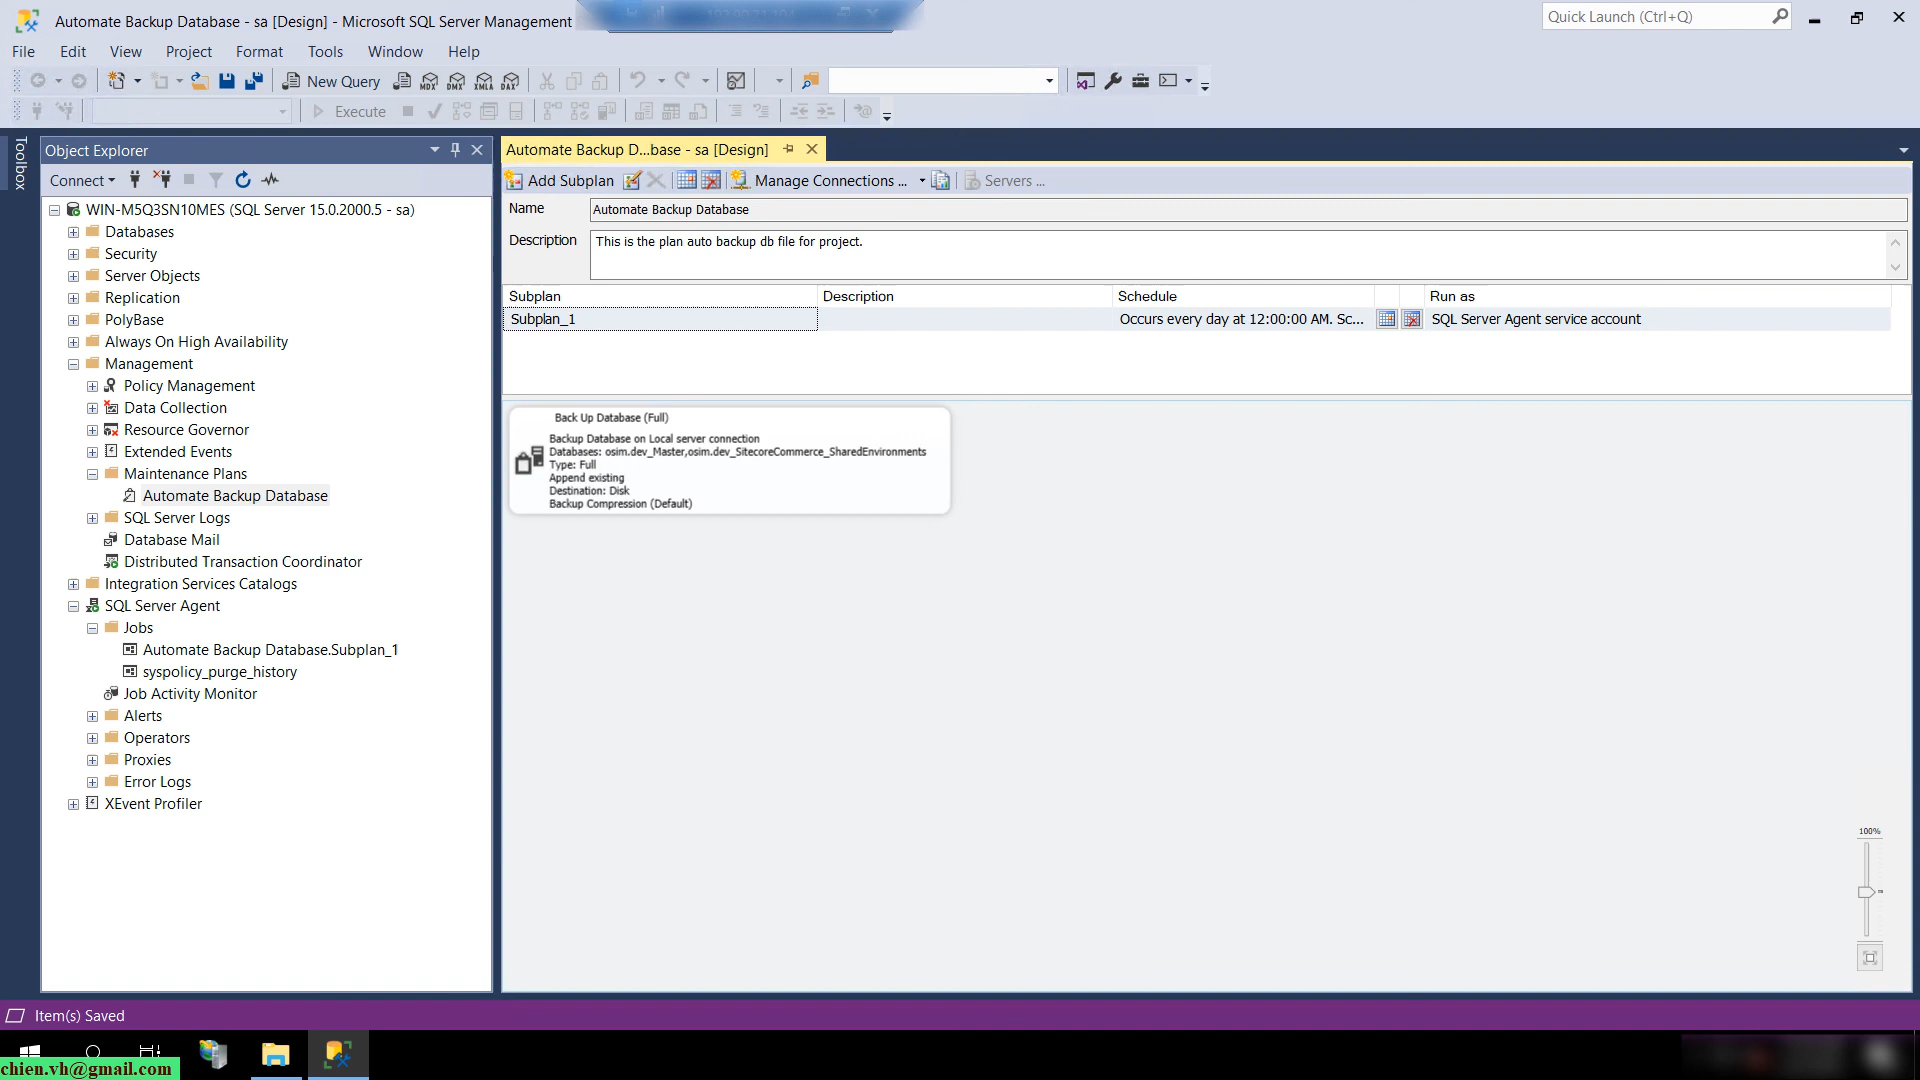 Automate Backup Database - sa [Design] - Microsoft SQL Server Management
Quick Launch (Ctrl+Q)
File Edit View Project Format Tools Window Help
New Query MDX DMX XMLA DAX
Execute
Toolbox
Object Explorer
Connect
WIN-M5Q3SN10MES (SQL Server 15.0.2000.5 - sa)
Databases
Security
Server Objects
Replication
PolyBase
Always On High Availability
Management
Policy Management
Data Collection
Resource Governor
Extended Events
Maintenance Plans
Automate Backup Database
SQL Server Logs
Database Mail
Distributed Transaction Coordinator
Integration Services Catalogs
SQL Server Agent
Jobs
Automate Backup Database.Subplan_1
syspolicy_purge_history
Job Activity Monitor
Alerts
Operators
Proxies
Error Logs
XEvent Profiler
Automate Backup D...base - sa [Design]
Add Subplan Manage Connections ... Servers ...
Name Automate Backup Database
Description This is the plan auto backup db file for project.
Subplan Description Schedule Run as
Subplan_1 Occurs every day at 12:00:00 AM. Sc... SQL Server Agent service account
Back Up Database (Full)
Backup Database on Local server connection
Databases: osim.dev_Master,osim.dev_SitecoreCommerce_SharedEnvironments
Type: Full
Append existing
Destination: Disk
Backup Compression (Default)
100%
Item(s) Saved
chien.vh@gmail.com